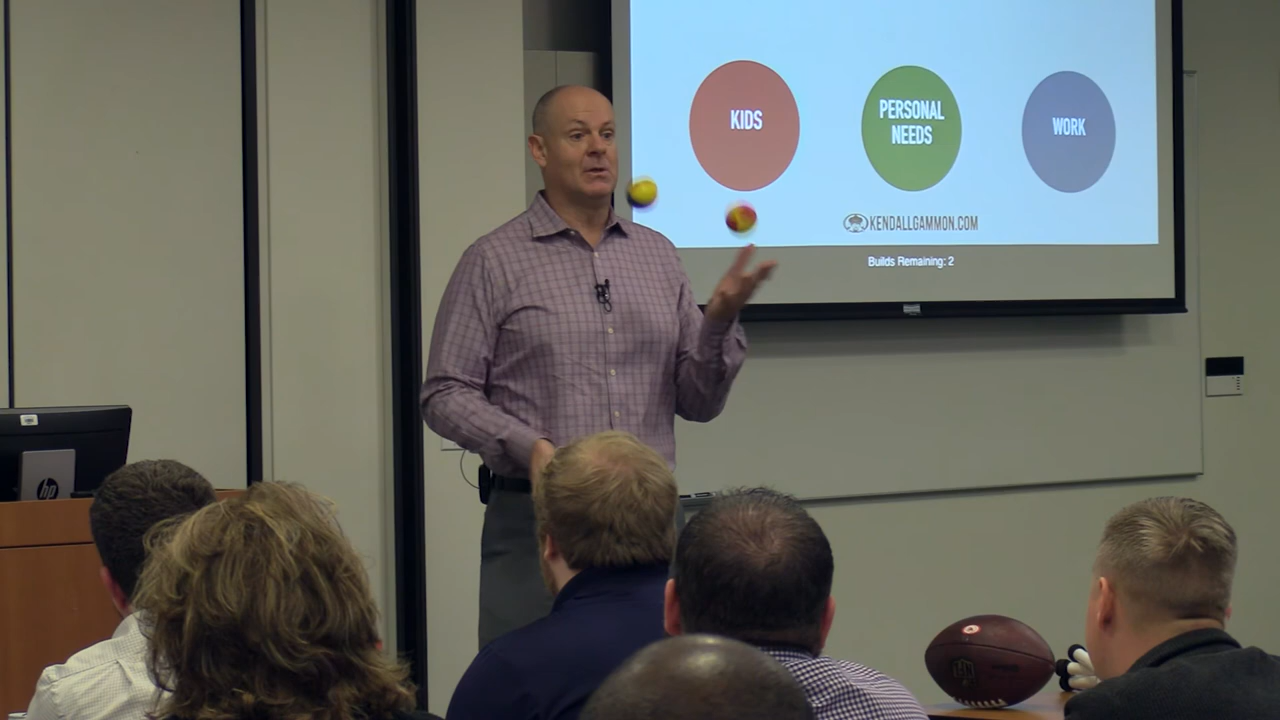 KIDS
PERSONAL
NEEDS
WORK
KENDALLGAMMON.COM
Builds Remaining: 2
hp